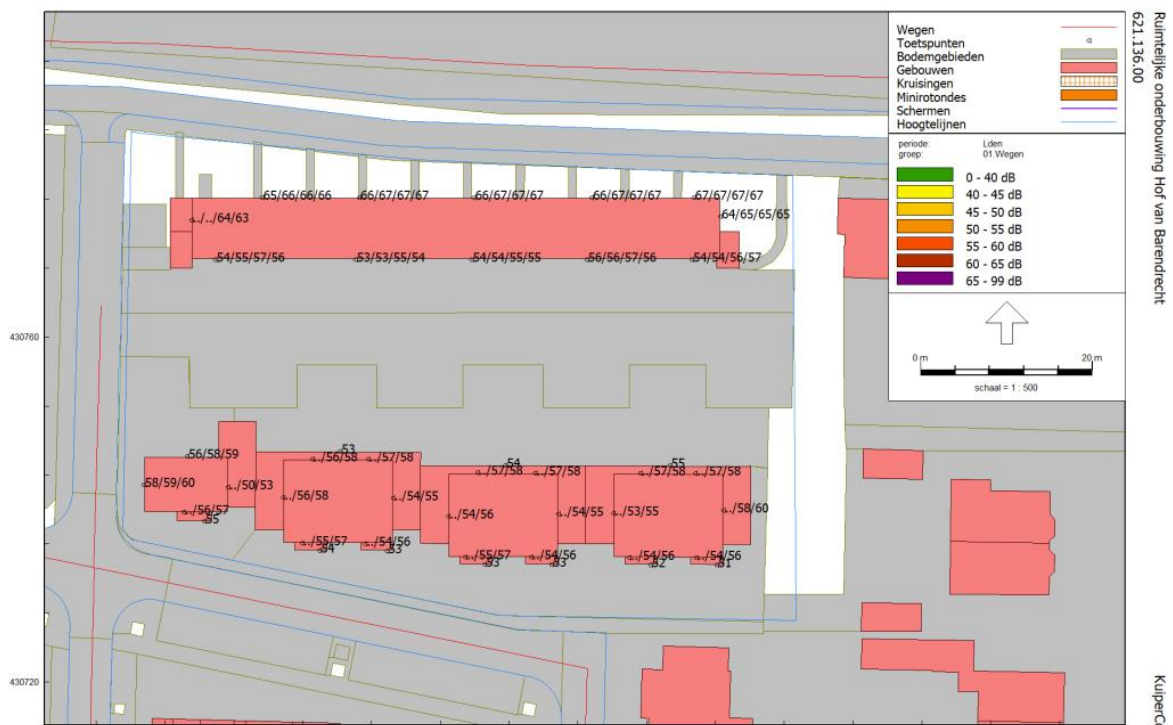 Wegen
Toetspunten
Bodemgebieden
Gebouwen
Kruisingen
Minirotondes
Schermen
Hoogtelijnen
periode: Lden
groep: 01 Wegen
0 - 40 dB
40 - 45 dB
45 - 50 dB
50 - 55 dB
55 - 60 dB
60 - 65 dB
65 - 99 dB
0 m 20 m
schaal = 1 : 500
Ruimtelijke onderbouwing Hof van Barendrecht
621.136.00
65/66/66/66
66/67/67/67
66/67/67/67
66/67/67/67
67/67/67/67
../../64/63
64/65/65/65
54/55/57/56
53/53/55/54
54/54/55/55
56/56/57/56
54/54/56/57
430760
53
54
55
56/58/59
../56/58
../57/58
../57/58
../57/58
../57/58
../57/58
58/59/60
../50/53
../56/58
../54/55
../54/56
../54/55
../53/55
../58/60
../56/57
55
../55/57
54
../54/56
53
../55/57
53
../54/56
53
../54/56
52
../54/56
51
430720